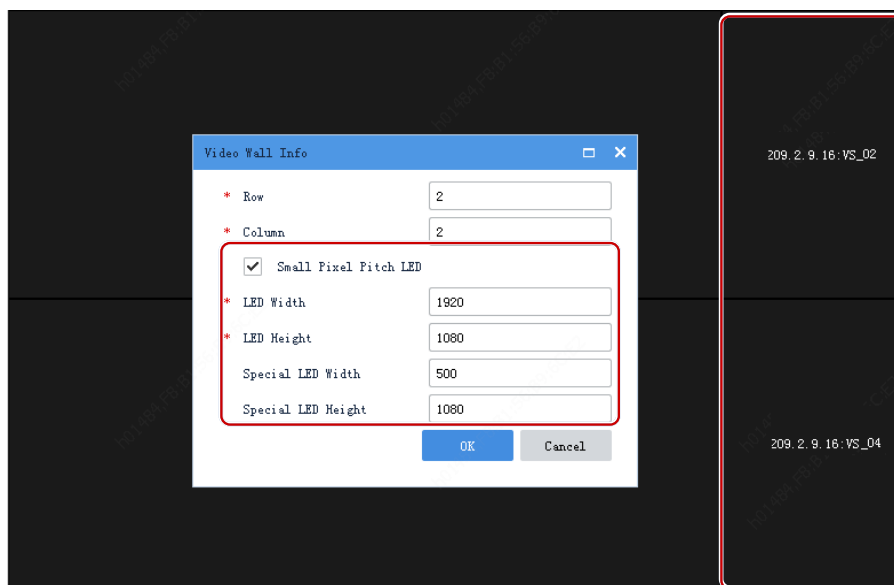 Video Wall Info
* Row 2
* Column 2
Small Pixel Pitch LED
* LED Width 1920
* LED Height 1080
Special LED Width 500
Special LED Height 1080
OK Cancel
209.2.9.16:VS_02
209.2.9.16:VS_04